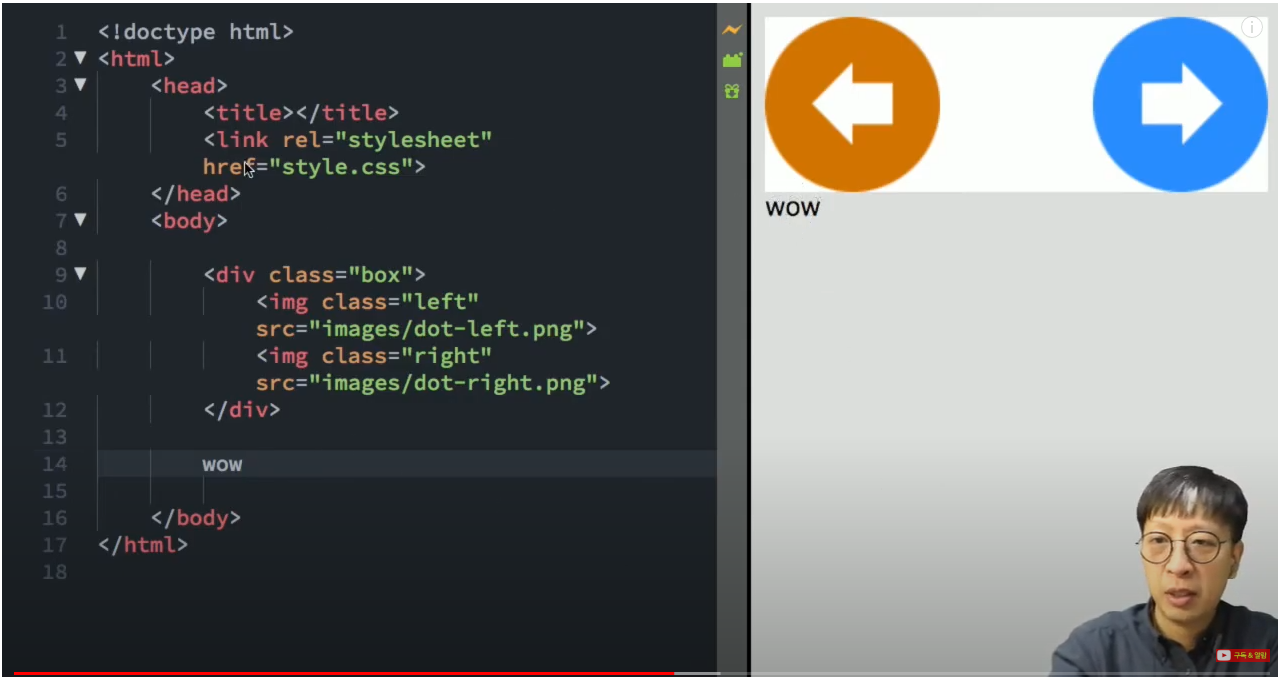 1 <!doctype html>
2 <html>
3 <head>
4 <title></title>
5 <link rel="stylesheet"
href="style.css">
6 </head>
7 <body>
8
9 <div class="box">
10 <img class="left"
src="images/dot-left.png">
11 <img class="right"
src="images/dot-right.png">
12 </div>
13
14 wow
15
16 </body>
17 </html>
18
wow
구독 & 알람